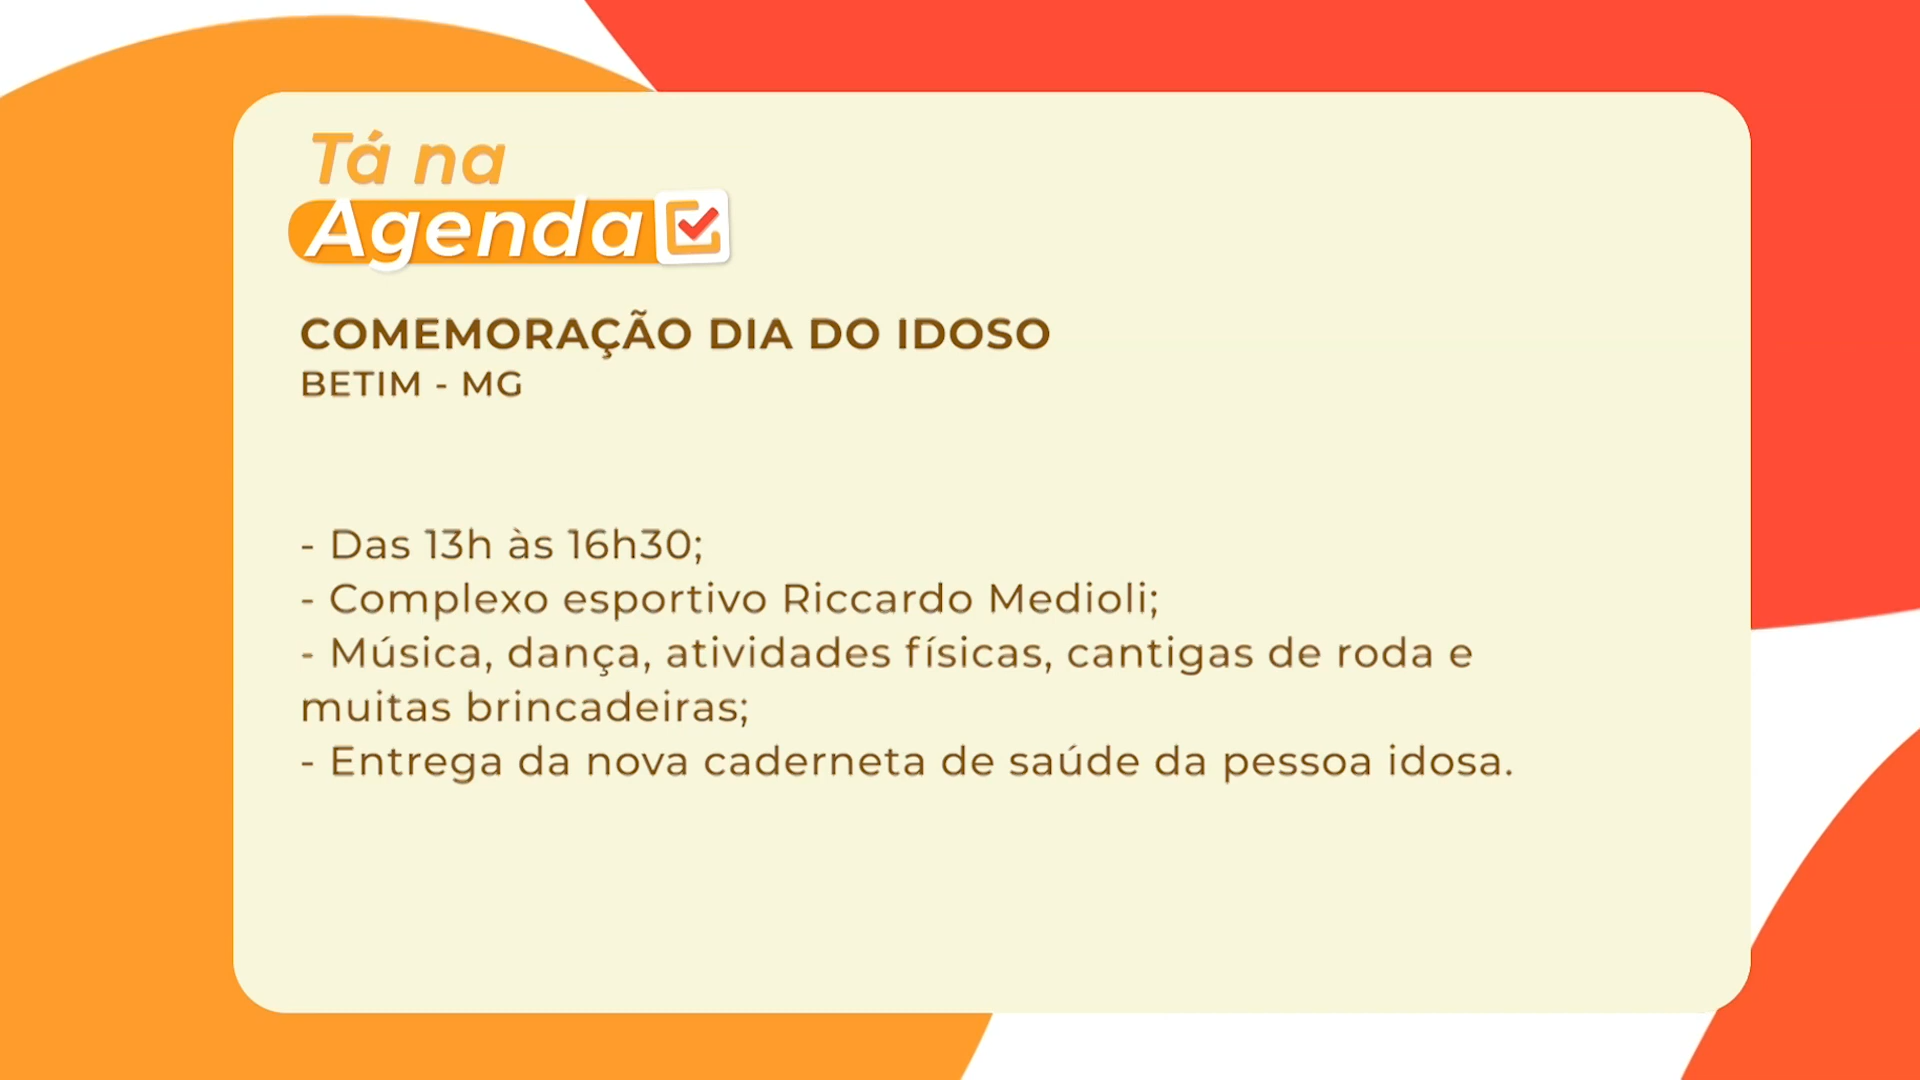 Tá na
Agenda
COMEMORAÇÃO DIA DO IDOSO
BETIM - MG
- Das 13h às 16h30;
- Complexo esportivo Riccardo Medioli;
- Música, dança, atividades físicas, cantigas de roda e
muitas brincadeiras;
- Entrega da nova caderneta de saúde da pessoa idosa.